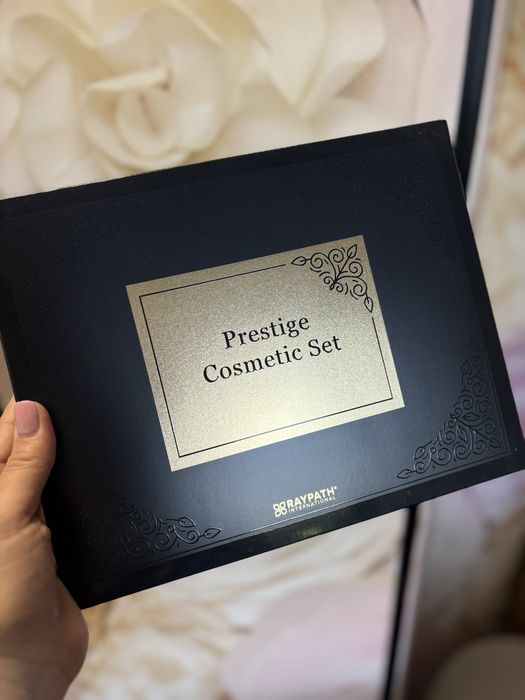 Prestige
Cosmetic Set
RAYPATH®
INTERNATIONAL